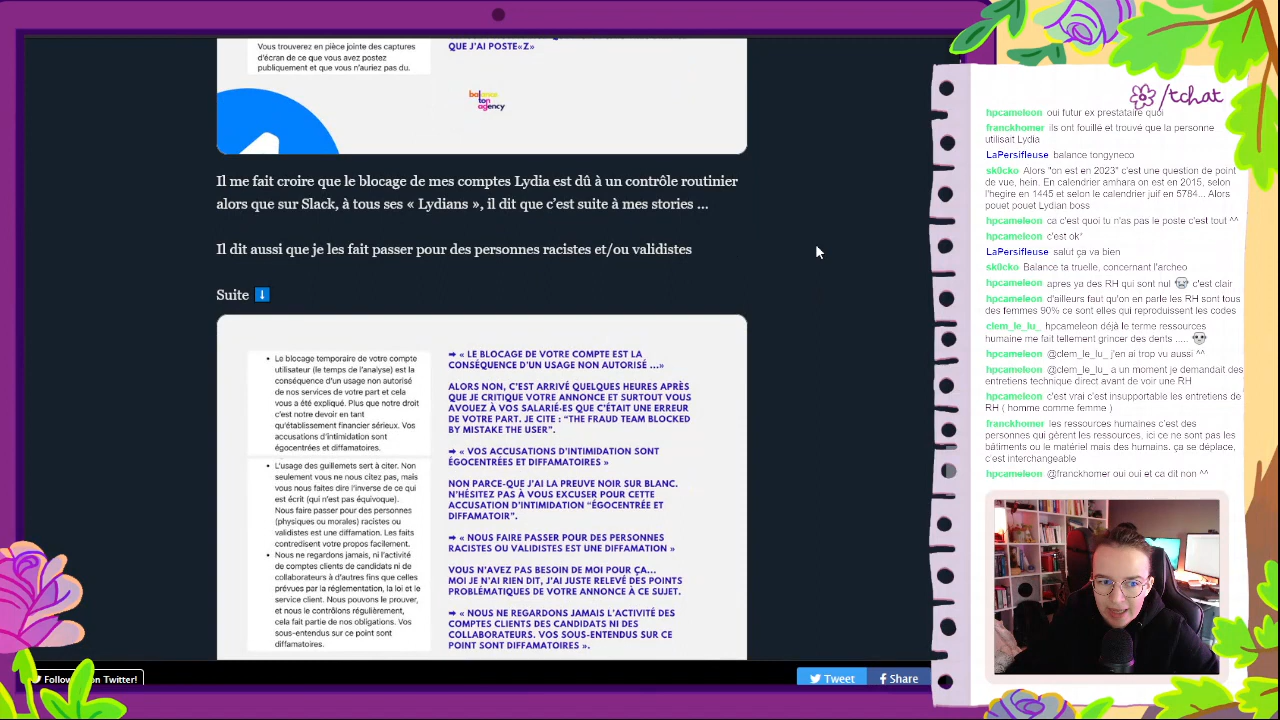 Vous trouverez en pièce jointe des captures
d'écran de ce que vous avez postez
publiquement et que vous n'auriez pas du.
QUE J'AI POSTE«Z»
balance
ton
agency
Il me fait croire que le blocage de mes comptes Lydia est dû à un contrôle routinier
alors que sur Slack, à tous ses « Lydians », il dit que c'est suite à mes stories ...
Il dit aussi que je les fait passer pour des personnes racistes et/ou validistes
Suite ⬇️
• Le blocage temporaire de votre compte
utilisateur (le temps de l'analyse) est la
conséquence d'un usage non autorisé
de nos services de votre part et cela
vous a été expliqué. Plus que notre droit
c'est notre devoir en tant
qu'établissement financier sérieux. Vos
accusations d'intimidation sont
égocentrées et diffamatoires.
• L'usage des guillemets sert à citer. Non
seulement vous ne nous citez pas, mais
vous nous faites dire l'inverse de ce qui
est écrit (qui n'est pas équivoque).
Nous faire passer pour des personnes
(physiques ou morales) racistes ou
validistes est une diffamation. Les faits
contredisent votre propos facilement.
• Nous ne regardons jamais, ni l'activité
de comptes clients de candidats ni de
collaborateurs à d'autres fins que celles
prévues par la réglementation, la loi et le
service client. Nous pouvons le prouver,
et nous le contrôlons régulièrement,
cela fait partie de nos obligations. Vos
sous-entendus sur ce point sont
diffamatoires.
➡ « LE BLOCAGE DE VOTRE COMPTE EST LA
CONSÉQUENCE D'UN USAGE NON AUTORISÉ ...»
ALORS NON, C'EST ARRIVÉ QUELQUES HEURES APRÈS
QUE JE CRITIQUE VOTRE ANNONCE ET SURTOUT VOUS
AVOUEZ À VOS SALARIÉ·ES QUE C'ÉTAIT UNE ERREUR
DE VOTRE PART. JE CITE : “THE FRAUD TEAM BLOCKED
BY MISTAKE THE USER”.
➡ « VOS ACCUSATIONS D'INTIMIDATION SONT
ÉGOCENTRÉES ET DIFFAMATOIRES »
NON PARCE-QUE J'AI LA PREUVE NOIR SUR BLANC.
N'HÉSITEZ PAS À VOUS EXCUSER POUR CETTE
ACCUSATION D'INTIMIDATION “ÉGOCENTRÉE ET
DIFFAMATOIR”.
➡ « NOUS FAIRE PASSER POUR DES PERSONNES
RACISTES OU VALIDISTES EST UNE DIFFAMATION »
VOUS N'AVEZ PAS BESOIN DE MOI POUR ÇA...
MOI JE N'AI RIEN DIT, J'AI JUSTE RELEVÉ DES POINTS
PROBLÉMATIQUES DE VOTRE ANNONCE À CE SUJET.
➡ « NOUS NE REGARDONS JAMAIS L'ACTIVITÉ DES
COMPTES CLIENTS DES CANDIDATS NI DES
COLLABORATEURS. VOS SOUS-ENTENDUS SUR CE
POINT SONT DIFFAMATOIRES ».
Follow on Twitter!
Tweet
Share
/tchat
hpcameleon oui futur ex prestataire quoi
franckhomer ils ont fouillé et trouvé que la personne
utilisait Lydia
LaPersifleuse balance tongyneco
sk0cko Alors "on est en 2023" c'est une question de point
de vue, hein. En calendrier arménien on est en 2015, selon
l'hegire en 1445 et selon le calendrier juif en 5784... Alors
pouet pouet Lydian boss
hpcameleon ca c'est quoi tu n'as pas le poste c'est tout ^^
hpcameleon c'est ok*
LaPersifleuse salut ça va bien
sk0cko Balance ta truelle, concernant l'archeo
hpcameleon apres ya des RH qui sont nul c'est clair
hpcameleon d'ailleurs faut qu'on en parle les RH sont tous
des femmes 90% ce sont elles qui reproduissent les codes
clem_le_lu_ hpcameleon déjà le terme ressources
humaine me fait tellement grincer des dents ....
hpcameleon @clem_le_lu_ j'en ai trop vu aussi ^^
hpcameleon @clem_le_lu_ à un moment je demandait des
entretiens technique direct avant de voir une RH
hpcameleon c'est vrai c'est insupportables les entretiens de
RH ( homme comme femme )
franckhomer les ressources humaines c'est des
personnes qui gèrent les ressources, ici ce ns sont pas les
bâtiments ou le matériel mais des humains, ça se déplace,
c'est interchangeable
hpcameleon @franckhomer oui oui et ca dit non ^^